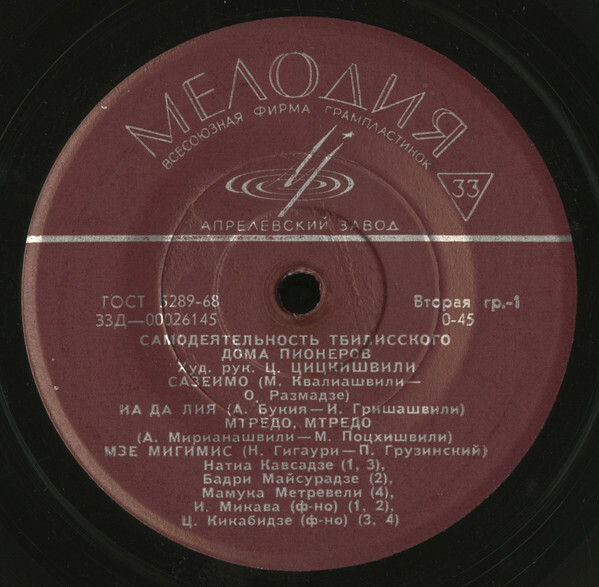 МЕЛОДИЯ
ВСЕСОЮЗНАЯ ФИРМА ГРАМПЛАСТИНОК
33
АПРЕЛЕВСКИЙ ЗАВОД
ГОСТ 5289-68 Вторая гр.-1
33Д—00026145 0-45
САМОДЕЯТЕЛЬНОСТЬ ТБИЛИССКОГО
ДОМА ПИОНЕРОВ
Худ. рук. Ц. ЦИЦКИШВИЛИ
САЗЕИМО (М. Квалиашвили—
О. Размадзе)
ИА ДА ЛИЯ (А. Букия—И. Гришашвили)
МТРЕДО, МТРЕДО
(А. Мирианашвили—М. Поцхишвили)
МЗЕ МИГИМИС (Н. Гигаури—П. Грузинский)
Натиа Кавсадзе (1, 3),
Бадри Майсурадзе (2),
Мамука Метревели (4),
И. Микава (ф-но) (1, 2),
Ц. Кикабидзе (ф-но) (3, 4)